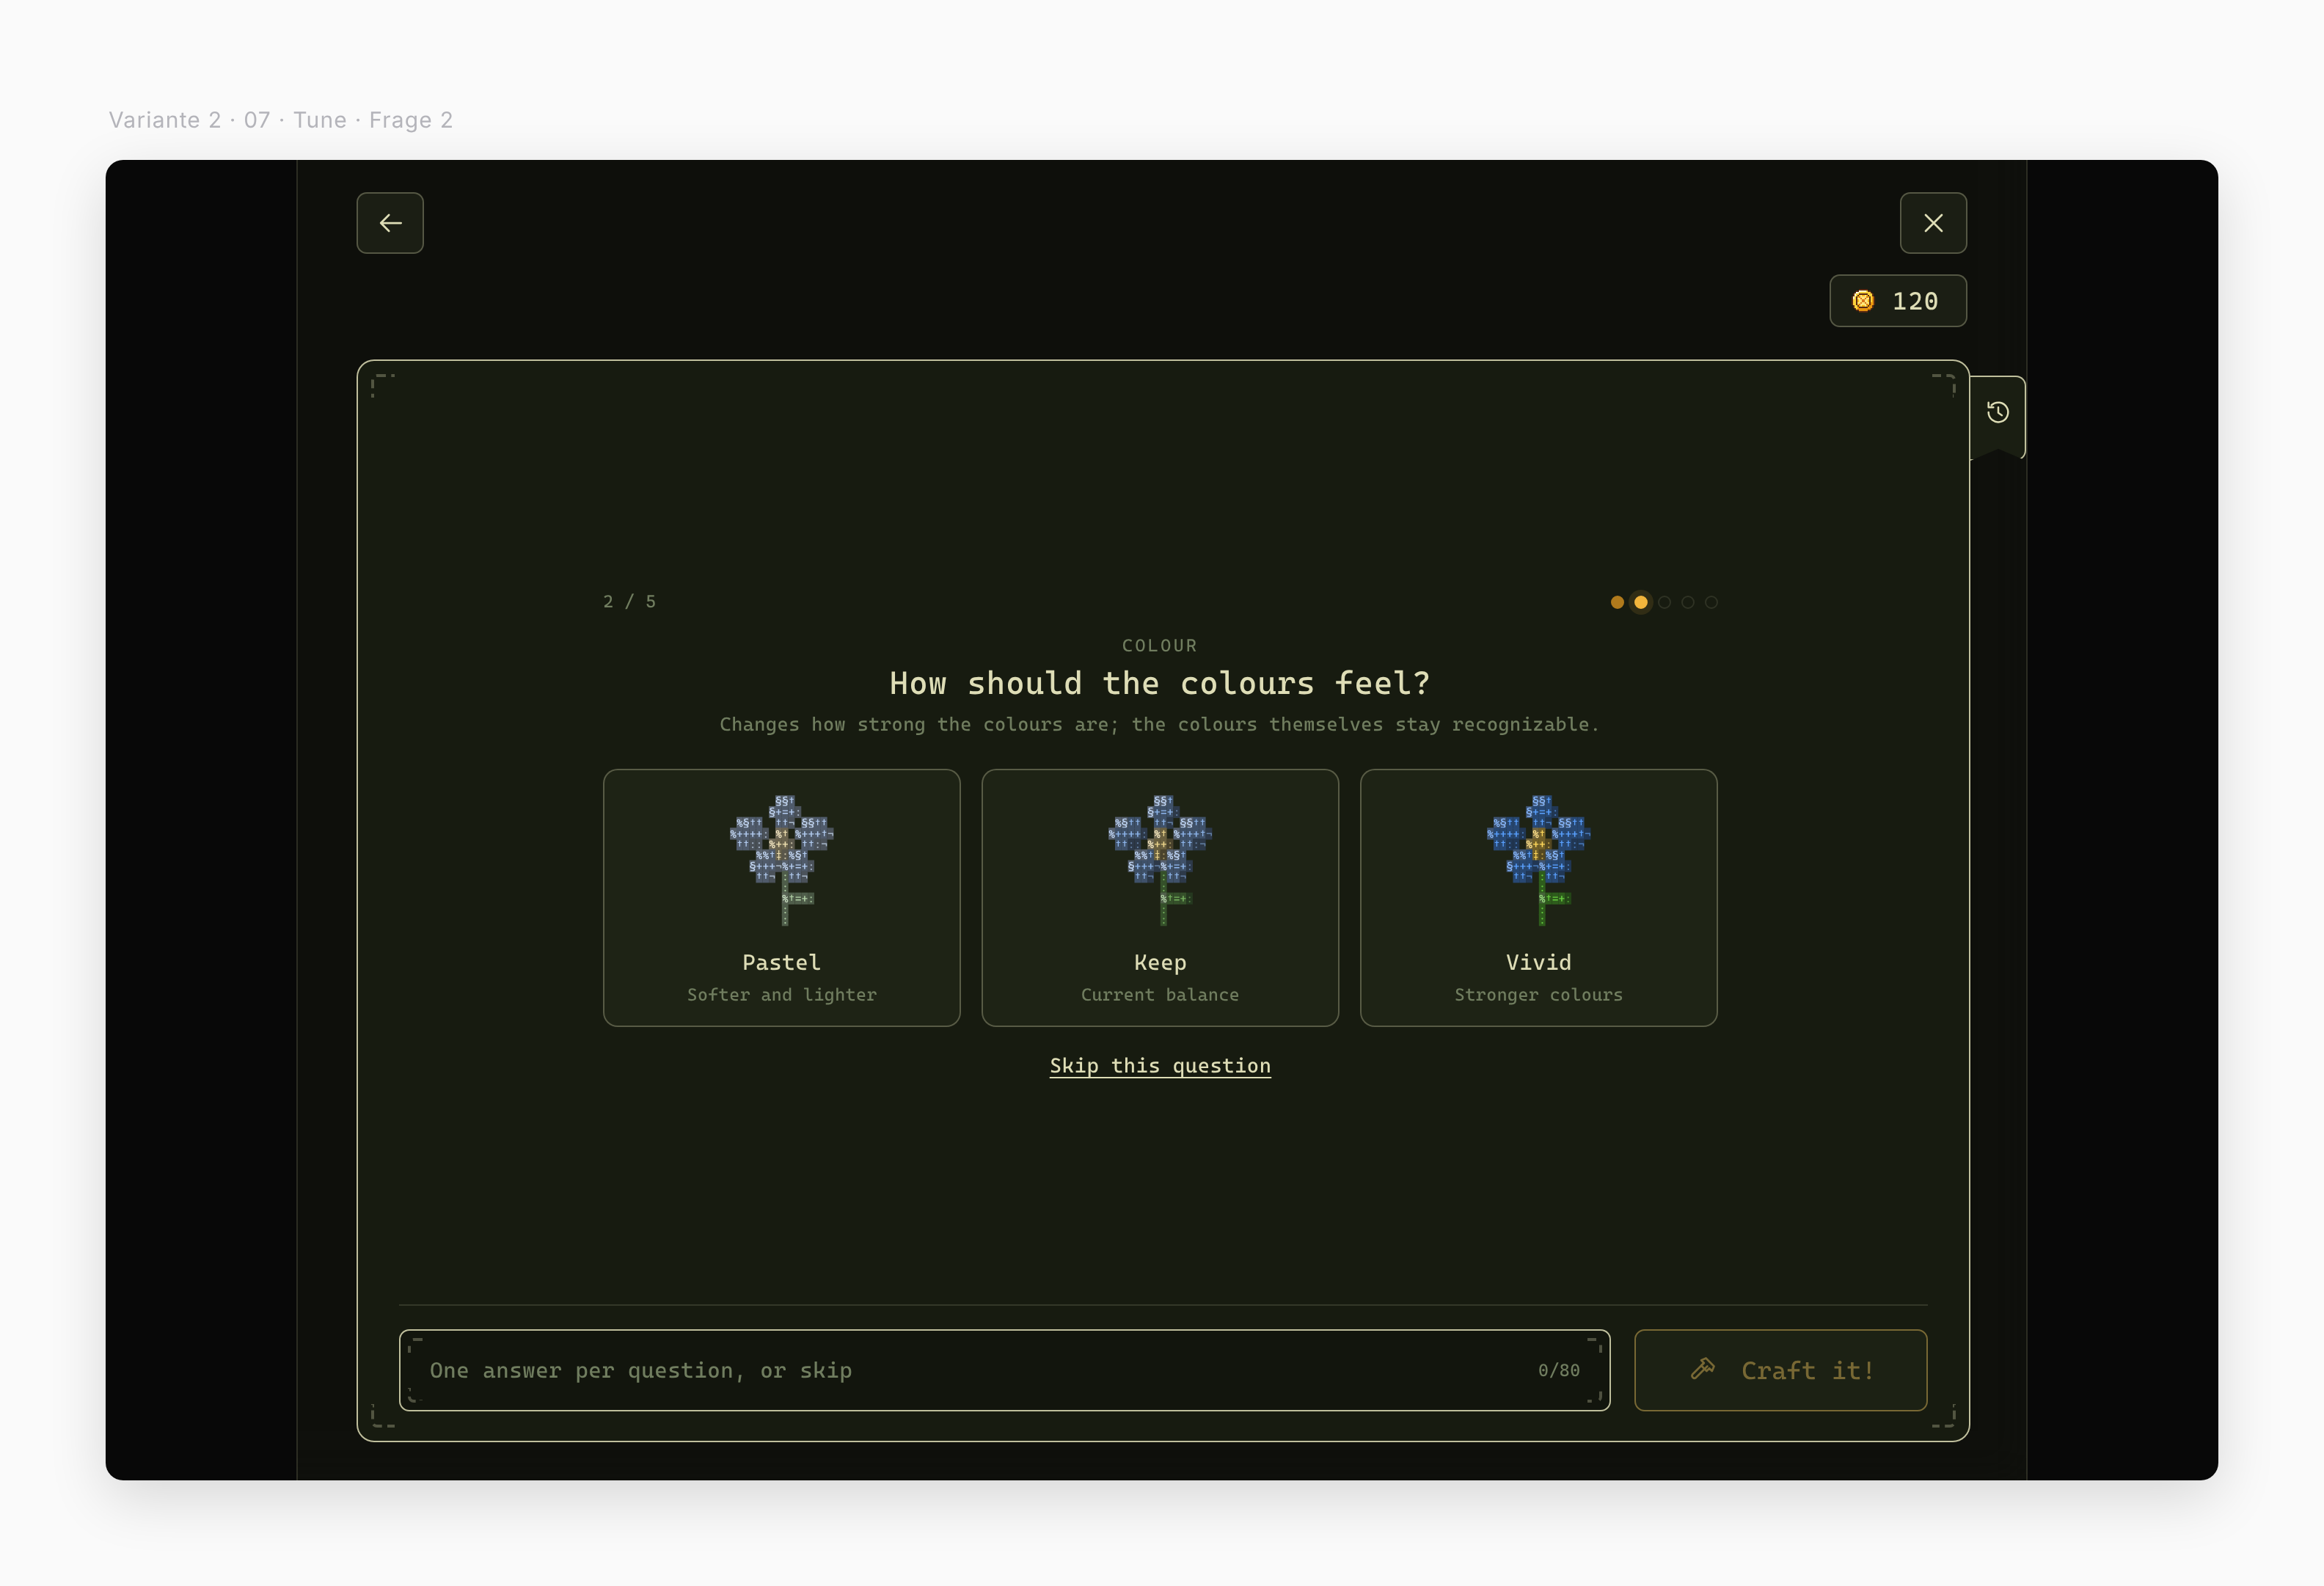 Variante 2 · 07 · Tune · Frage 2
120
2 / 5
COLOUR
How should the colours feel?
Changes how strong the colours are; the colours themselves stay recognizable.
Pastel
Softer and lighter
Keep
Current balance
Vivid
Stronger colours
Skip this question
One answer per question, or skip
0/80
Craft it!